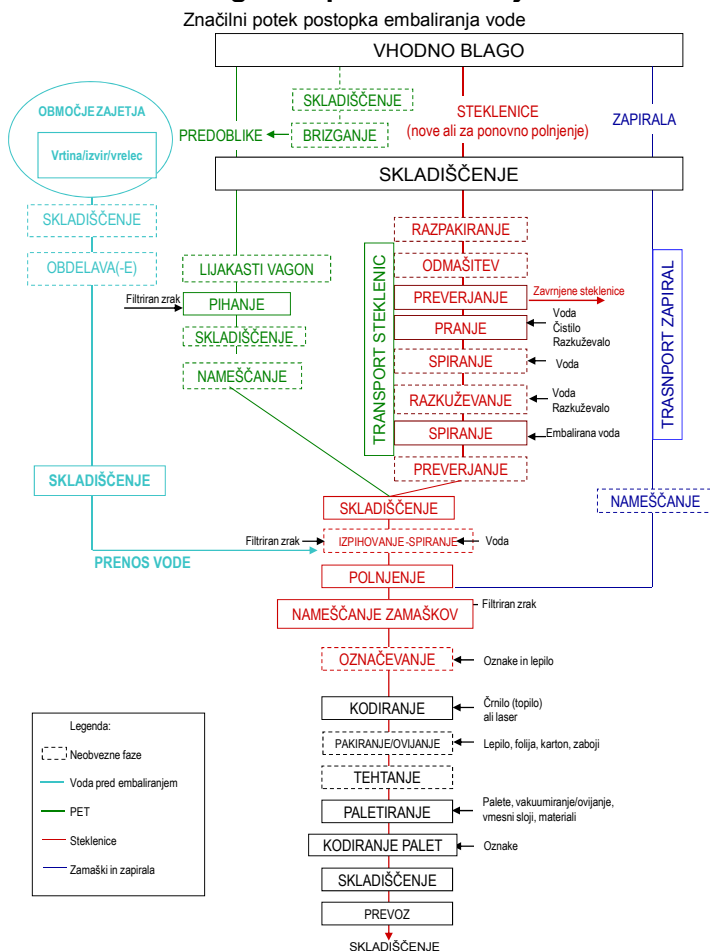 Značilni potek postopka embaliranja vode
VHODNO BLAGO
OBMOČJE ZAJETJA
Vrtina/izvir/vrelec
SKLADIŠČENJE
OBDELAVA(-E)
SKLADIŠČENJE
BRIZGANJE
PREDOBLIKE
STEKLENICE
(nove ali za ponovno polnjenje)
ZAPIRALA
SKLADIŠČENJE
LIJAKASTI VAGON
Filtriran zrak
PIHANJE
SKLADIŠČENJE
NAMEŠČANJE
TRANSPORT STEKLENIC
RAZPAKIRANJE
ODMAŠITEV
PREVERJANJE
Zavrnjene steklenice
PRANJE
Voda
Čistilo
Razkuževalo
SPIRANJE
Voda
RAZKUŽEVANJE
Voda
Razkuževalo
SPIRANJE
Embalirana voda
PREVERJANJE
TRASNPORT ZAPIRAL
NAMEŠČANJE
SKLADIŠČENJE
PRENOS VODE
SKLADIŠČENJE
Filtriran zrak
IZPIHOVANJE -SPIRANJE
Voda
POLNJENJE
NAMEŠČANJE ZAMAŠKOV
Filtriran zrak
OZNAČEVANJE
Oznake in lepilo
KODIRANJE
Črnilo (topilo)
ali laser
PAKIRANJE/OVIJANJE
Lepilo, folija, karton, zaboji
TEHTANJE
PALETIRANJE
Palete, vakuumiranje/ovijanje,
vmesni sloji, materiali
KODIRANJE PALET
Oznake
SKLADIŠČENJE
PREVOZ
SKLADIŠČENJE
Legenda:
Neobvezne faze
Voda pred embaliranjem
PET
Steklenice
Zamaški in zapirala